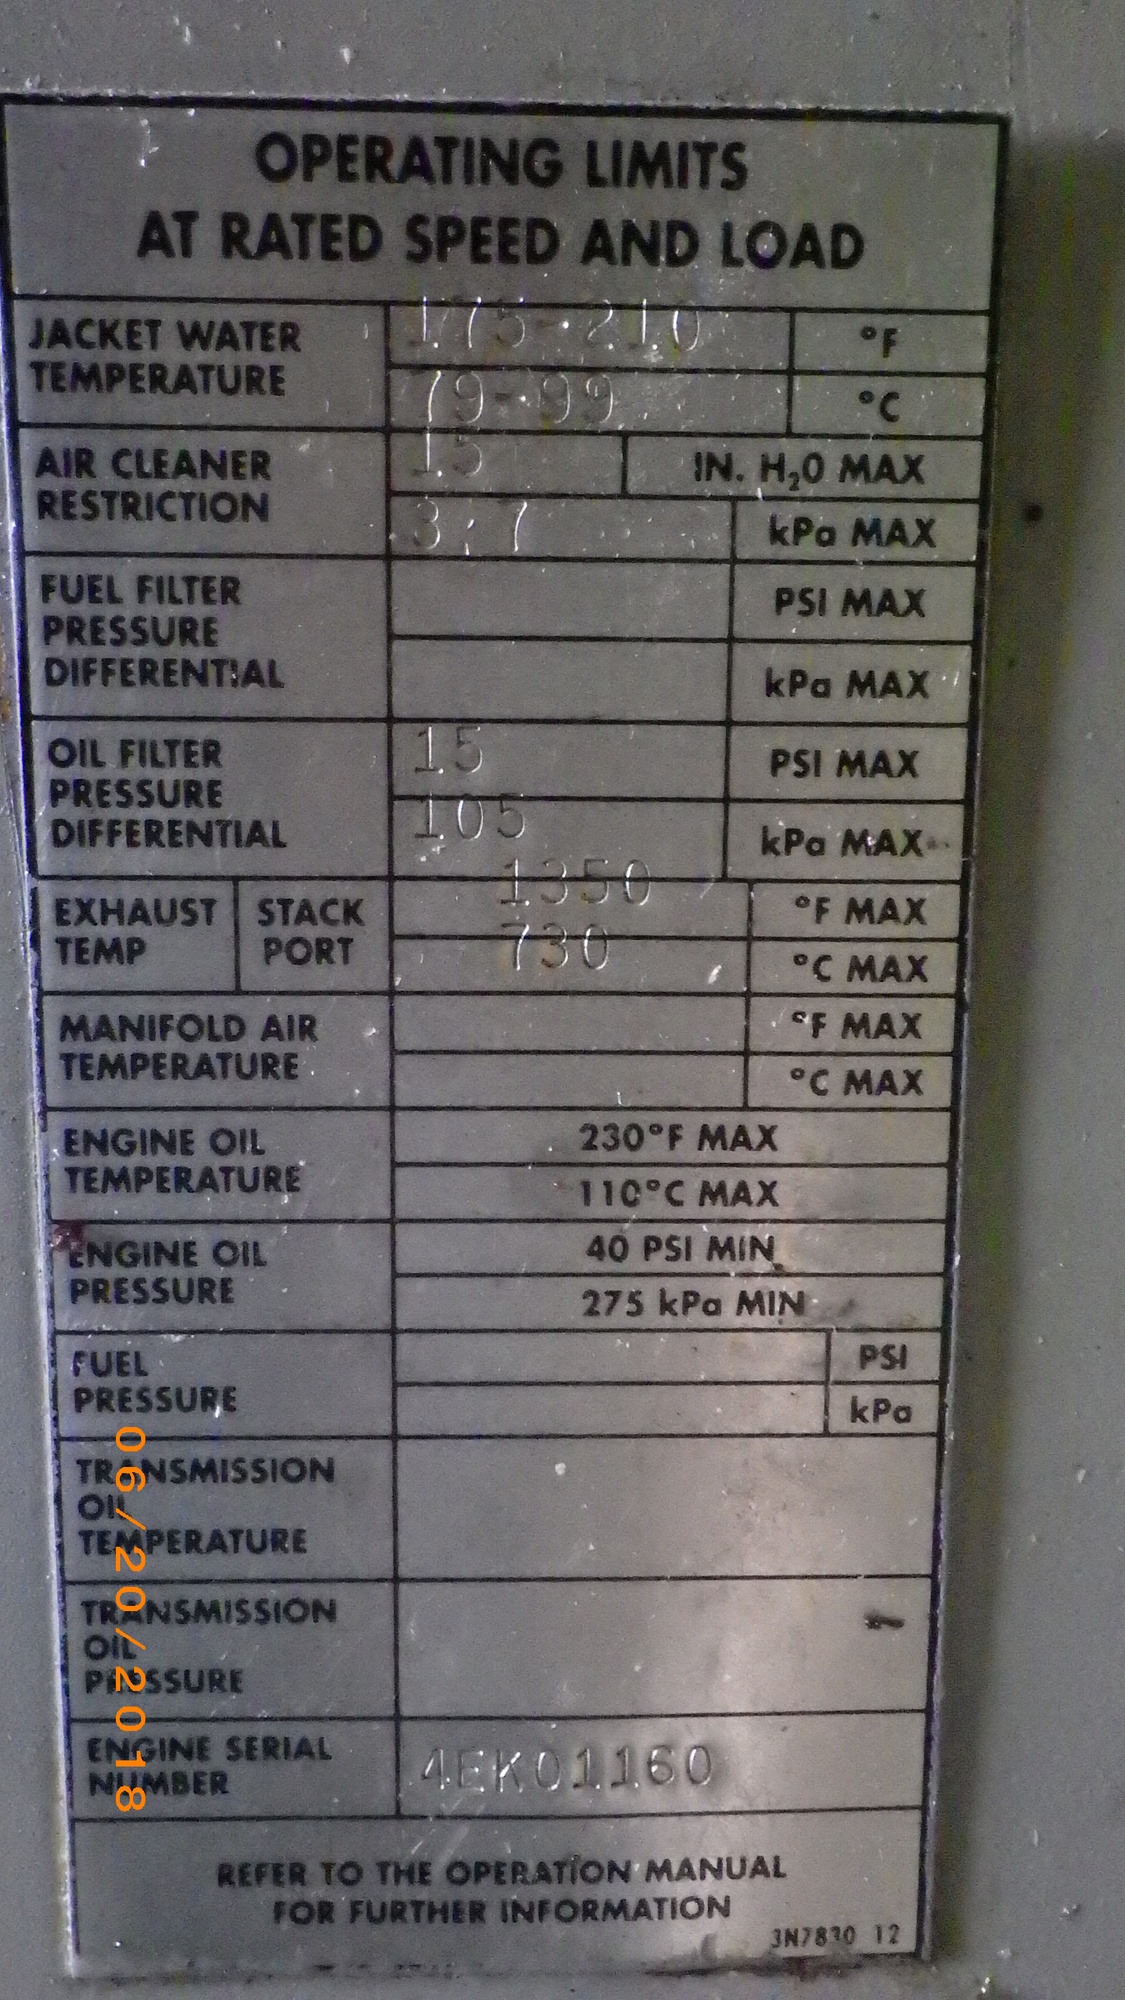 OPERATING LIMITS
AT RATED SPEED AND LOAD
JACKET WATER
TEMPERATURE
175-210 °F
79-99 °C
AIR CLEANER
RESTRICTION
15 IN. H₂O MAX
3.7 kPa MAX
FUEL FILTER
PRESSURE
DIFFERENTIAL
PSI MAX
kPa MAX
OIL FILTER
PRESSURE
DIFFERENTIAL
15 PSI MAX
105 kPa MAX
EXHAUST
TEMP
STACK
PORT
1350 °F MAX
730 °C MAX
MANIFOLD AIR
TEMPERATURE
°F MAX
°C MAX
ENGINE OIL
TEMPERATURE
230°F MAX
110°C MAX
ENGINE OIL
PRESSURE
40 PSI MIN
275 kPa MIN
FUEL
PRESSURE
PSI
kPa
TRANSMISSION
OIL
TEMPERATURE
TRANSMISSION
OIL
PRESSURE
ENGINE SERIAL
NUMBER
4EK01160
REFER TO THE OPERATION MANUAL
FOR FURTHER INFORMATION
3N7830 12
06/20/2018